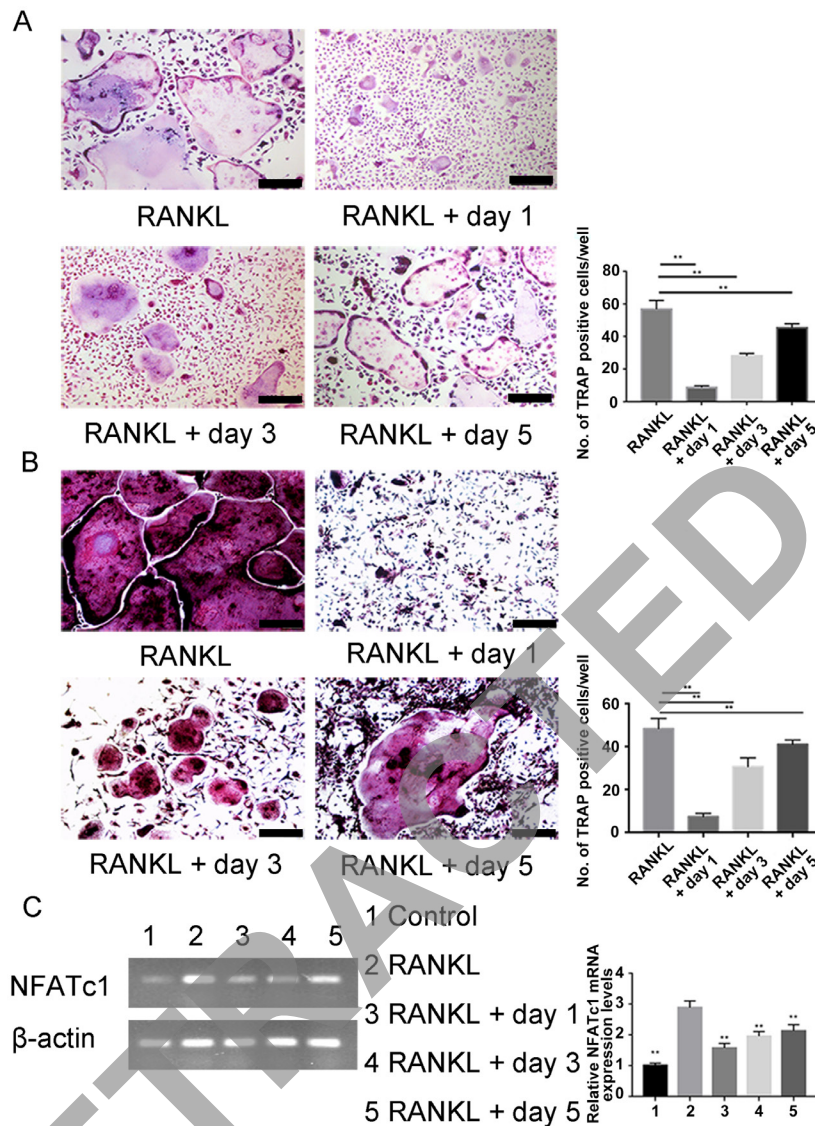 A
RANKL
RANKL + day 1
RANKL + day 3
RANKL + day 5
No. of TRAP positive cells/well
80
60
40
20
0
**
**
**
RANKL
RANKL
+ day 1
RANKL
+ day 3
RANKL
+ day 5
B
RANKL
RANKL + day 1
RANKL + day 3
RANKL + day 5
No. of TRAP positive cells/well
60
40
20
0
**
**
**
RANKL
RANKL
+ day 1
RANKL
+ day 3
RANKL
+ day 5
C
1 2 3 4 5
NFATc1
β-actin
1 Control
2 RANKL
3 RANKL + day 1
4 RANKL + day 3
5 RANKL + day 5
Relative NFATc1 mRNA
expression levels
4
3
2
1
0
**
**
**
**
1 2 3 4 5
RETRACTED